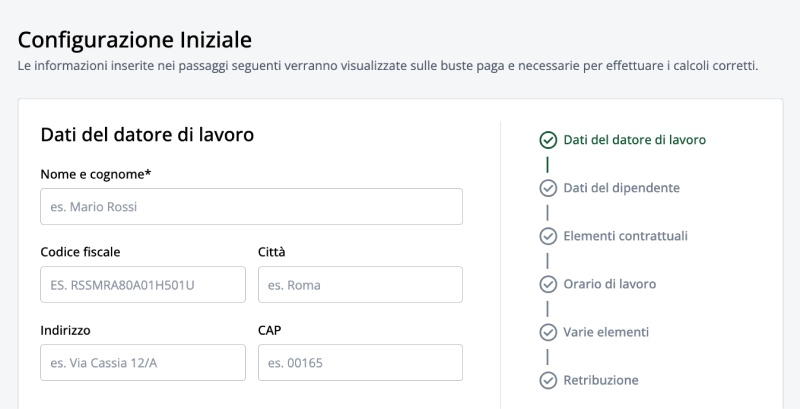 Configurazione Iniziale
Le informazioni inserite nei passaggi seguenti verranno visualizzate sulle buste paga e necessarie per effettuare i calcoli corretti.
Dati del datore di lavoro
Nome e cognome*
es. Mario Rossi
Codice fiscale
Città
ES. RSSMRA80A01H501U
es. Roma
Indirizzo
CAP
es. Via Cassia 12/A
es. 00165
Dati del datore di lavoro
Dati del dipendente
Elementi contrattuali
Orario di lavoro
Varie elementi
Retribuzione